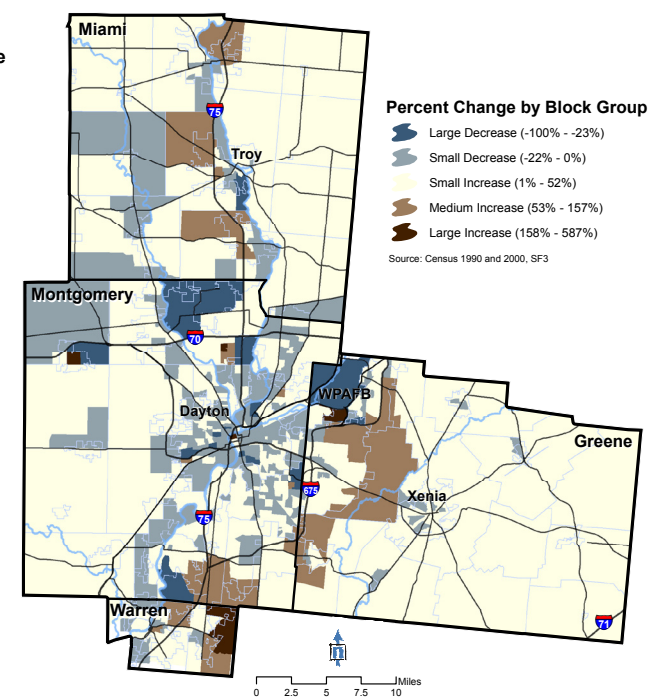 Miami
e
75
Troy
Percent Change by Block Group
Large Decrease (-100% - -23%)
Small Decrease (-22% - 0%)
Small Increase (1% - 52%)
Medium Increase (53% - 157%)
Large Increase (158% - 587%)
Source: Census 1990 and 2000, SF3
Montgomery
70
WPAFB
Dayton
Greene
675
Xenia
75
Warren
71
Miles
0 2.5 5 7.5 10